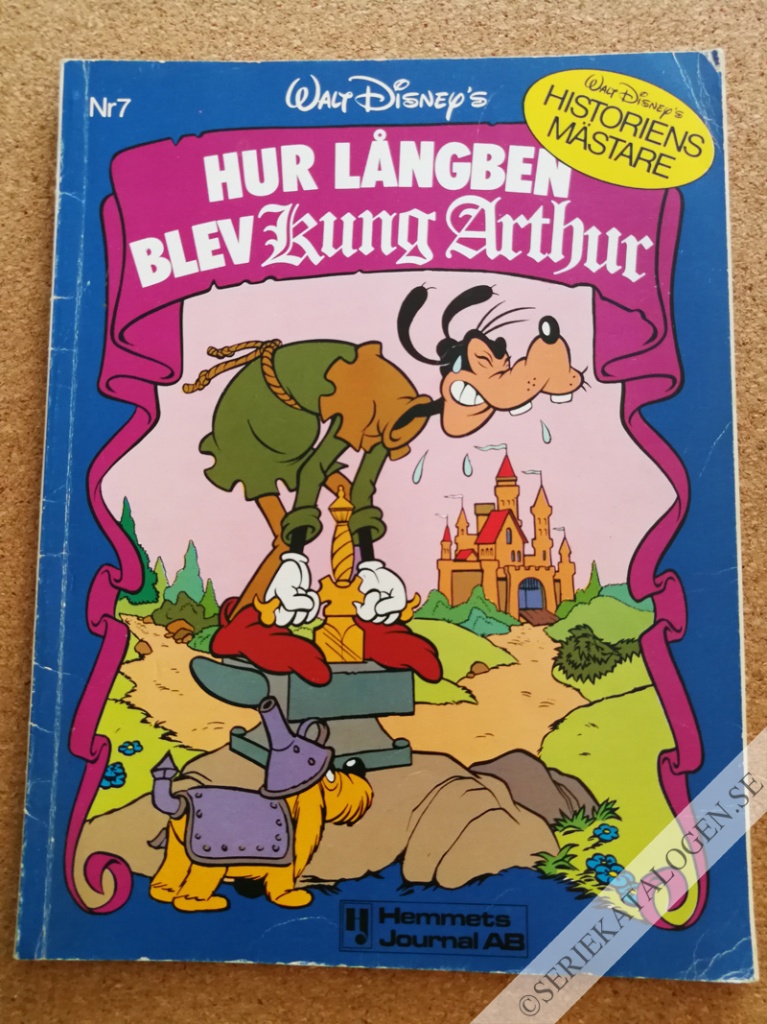 Nr7
Walt Disney's
Walt Disney's
HISTORIENS
MÄSTARE
HUR LÅNGBEN
BLEV Kung Arthur
H Hemmets
Journal AB
©SERIEKATALOGEN.SE